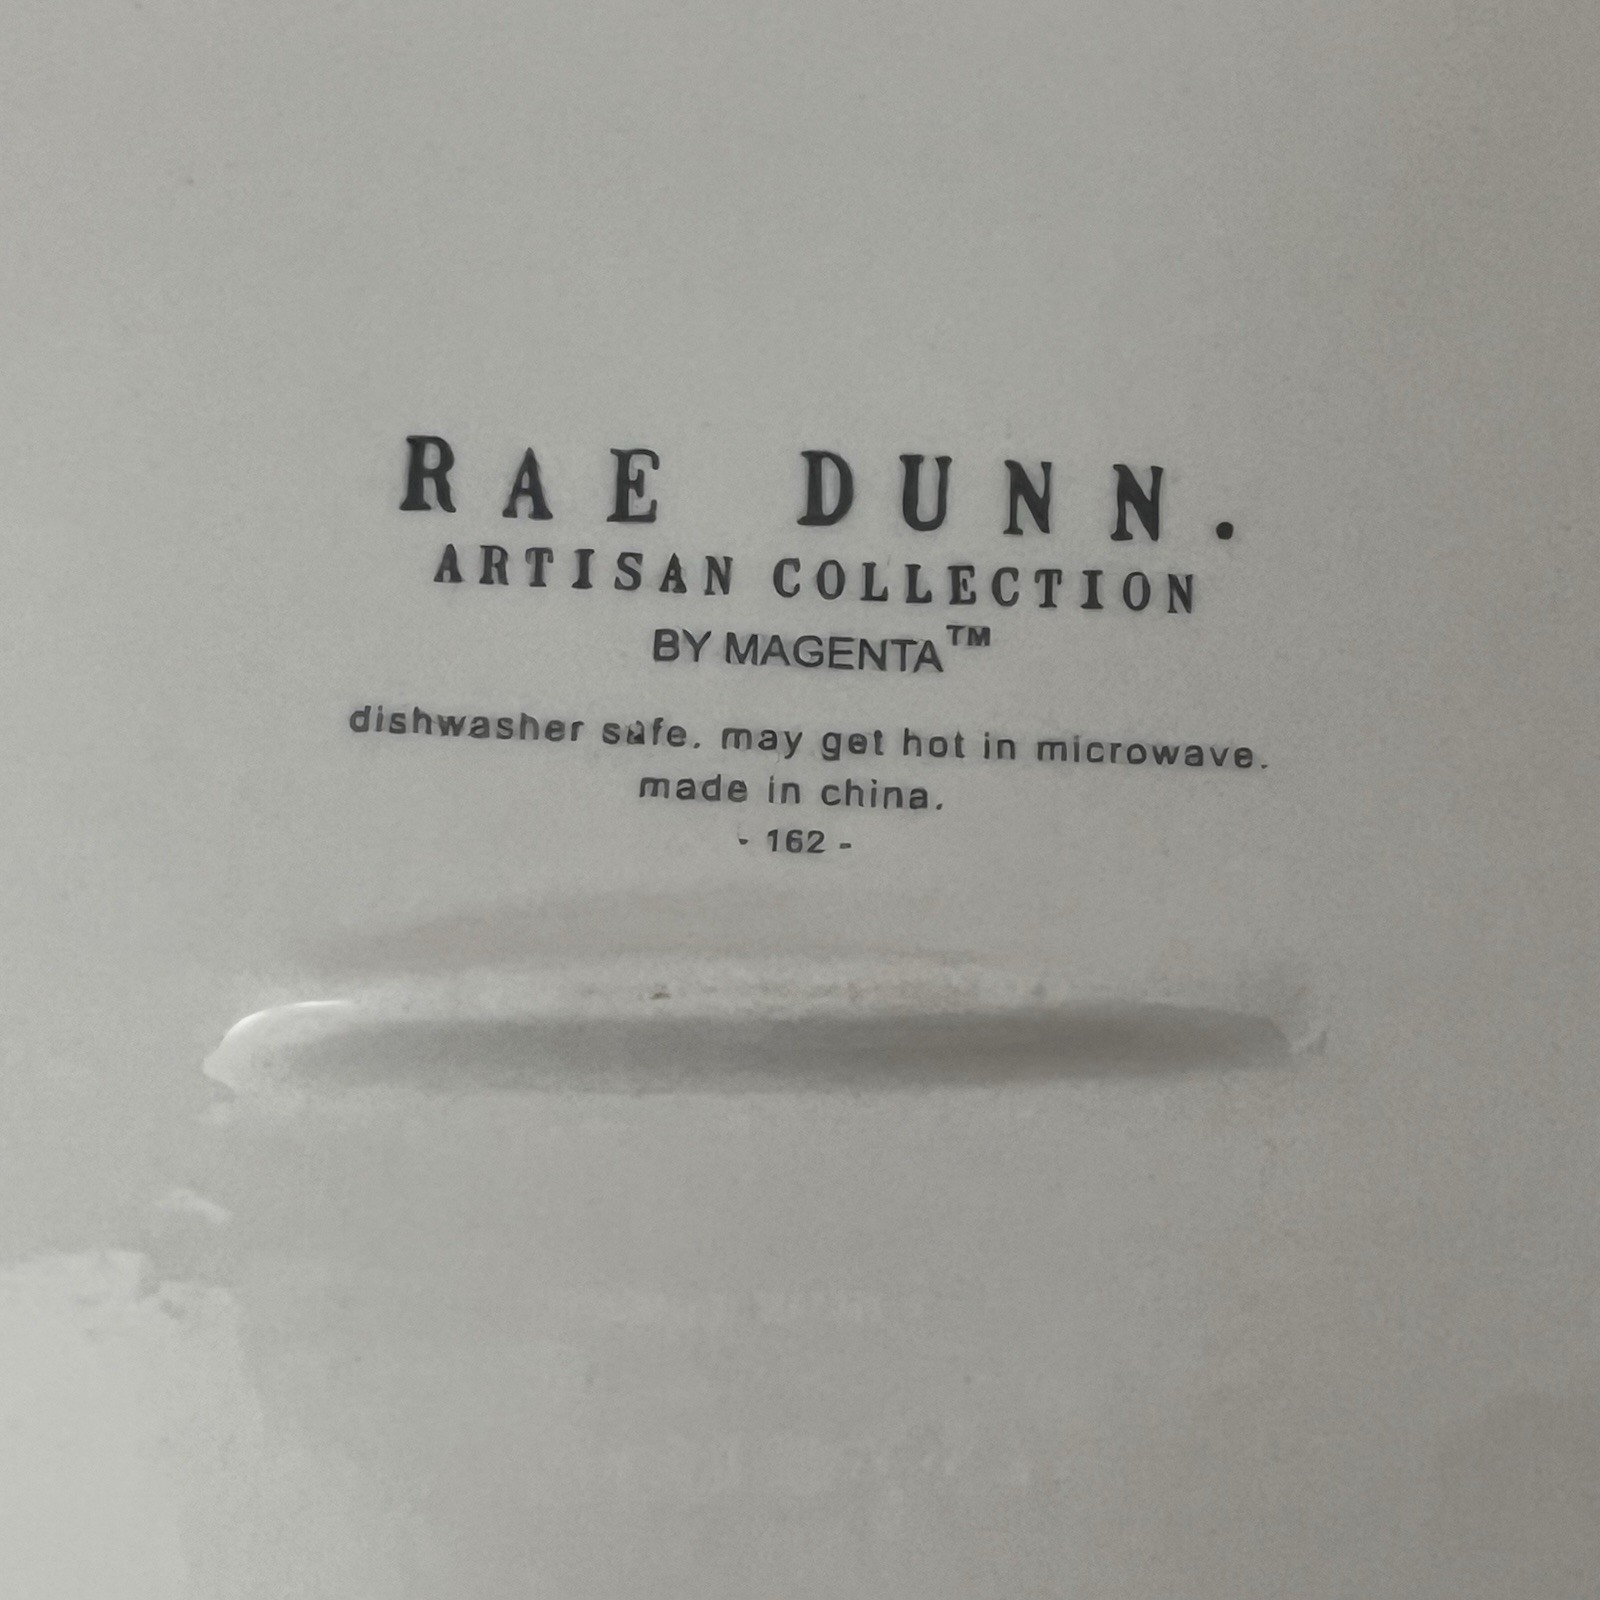 RAE DUNN.
ARTISAN COLLECTION
BY MAGENTA™
dishwasher safe. may get hot in microwave.
made in china.
- 162 -